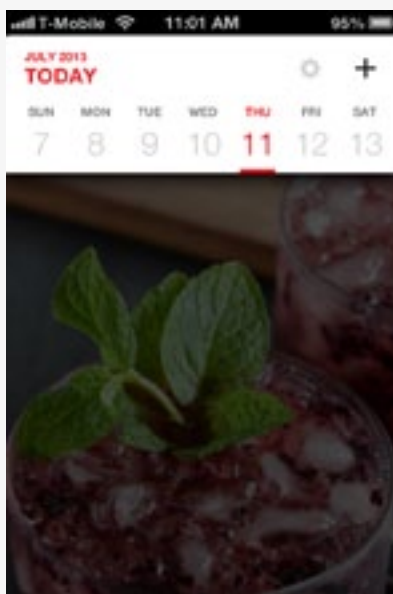 T-Mobile 11:01 AM 95%
JULY 2013
TODAY
SUN MON TUE WED THU FRI SAT
7 8 9 10 11 12 13